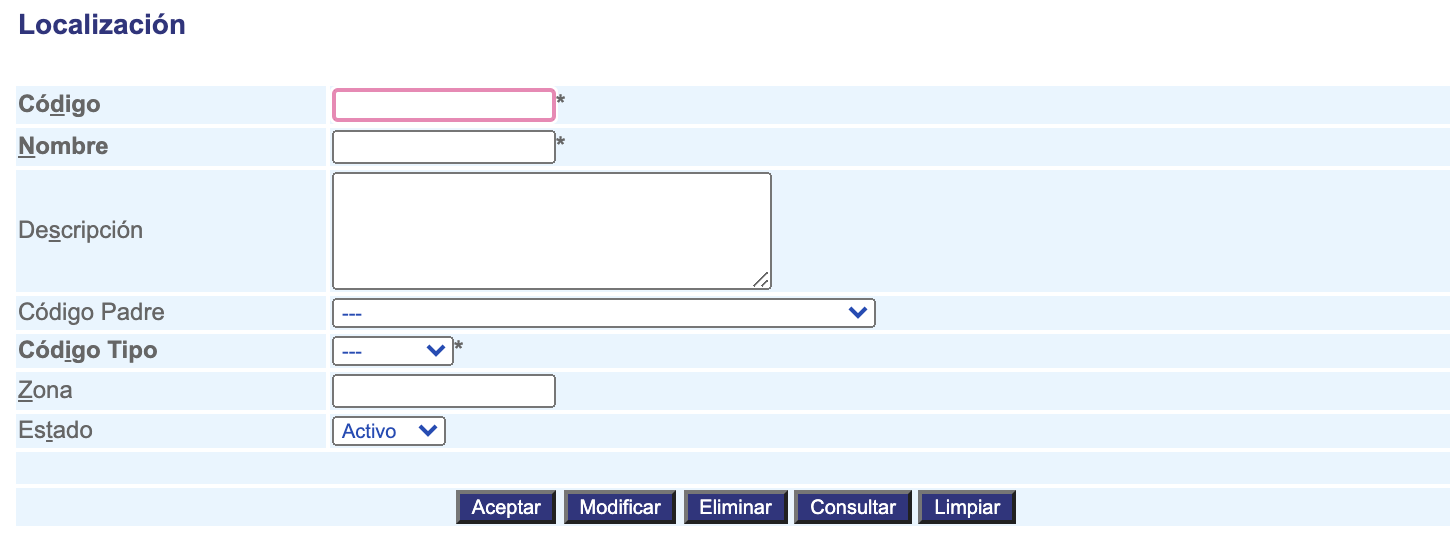 Localización
Código *
Nombre *
Descripción
Código Padre ---
Código Tipo --- *
Zona
Estado Activo
Aceptar Modificar Eliminar Consultar Limpiar